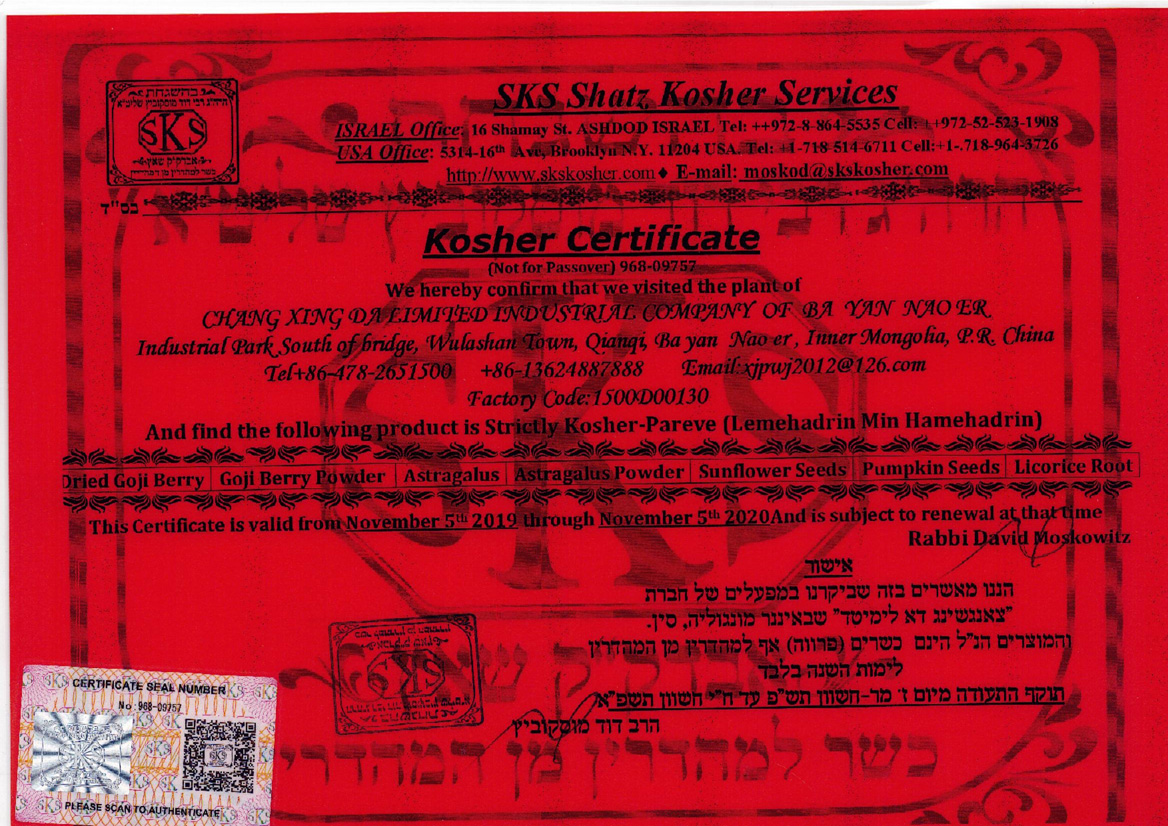 בהשגחת
SKS
SKS Shatz Kosher Services
ISRAEL Office: 16 Shamay St. ASHDOD ISRAEL Tel: ++972-8-864-5535 Cell: ++972-52-523-1908
USA Office: 5314-16th Ave, Brooklyn N.Y. 11204 USA. Tel: +1-718-514-6711 Cell:+1-.718-964-3726
http://www.skskosher.com♦ E-mail: moskod@skskosher.com
בס"ד
Kosher Certificate
(Not for Passover) 968-09757
We hereby confirm that we visited the plant of
CHANG XING DA LIMITED INDUSTRIAL COMPANY OF BA YAN NAO ER
Industrial Park South of bridge, Wulashan Town, Qianqi, Ba yan Nao er, Inner Mongolia, P.R. China
Tel+86-478-2651500 +86-13624887888 Email:xjpwj2012@126.com
Factory Code:1500D00130
And find the following product is Strictly Kosher-Pareve (Lemehadrin Min Hamehadrin)
Dried Goji Berry Goji Berry Powder Astragalus Astragalus Powder Sunflower Seeds Pumpkin Seeds Licorice Root
This Certificate is valid from November 5th 2019 through November 5th 2020And is subject to renewal at that time
Rabbi David Moskowitz
אישור
הננו מאשרים בזה שביקרנו במפעלים של חברת
"צאנגשינג דא לימיטד" שבאיננר מונגוליה, סין.
והמוצרים הנ"ל הינם כשרים (פרווה) אף למהדרין מן המהדרין
לימות השנה בלבד
תוקף התעודה מיום ז' מר-חשוון תש"פ עד ח"י חשוון תשפ"א
הרב דוד מוסקוביץ
כשר למהדרין מן המהדרין
CERTIFICATE SEAL NUMBER
No :968-09757
PLEASE SCAN TO AUTHENTICATE